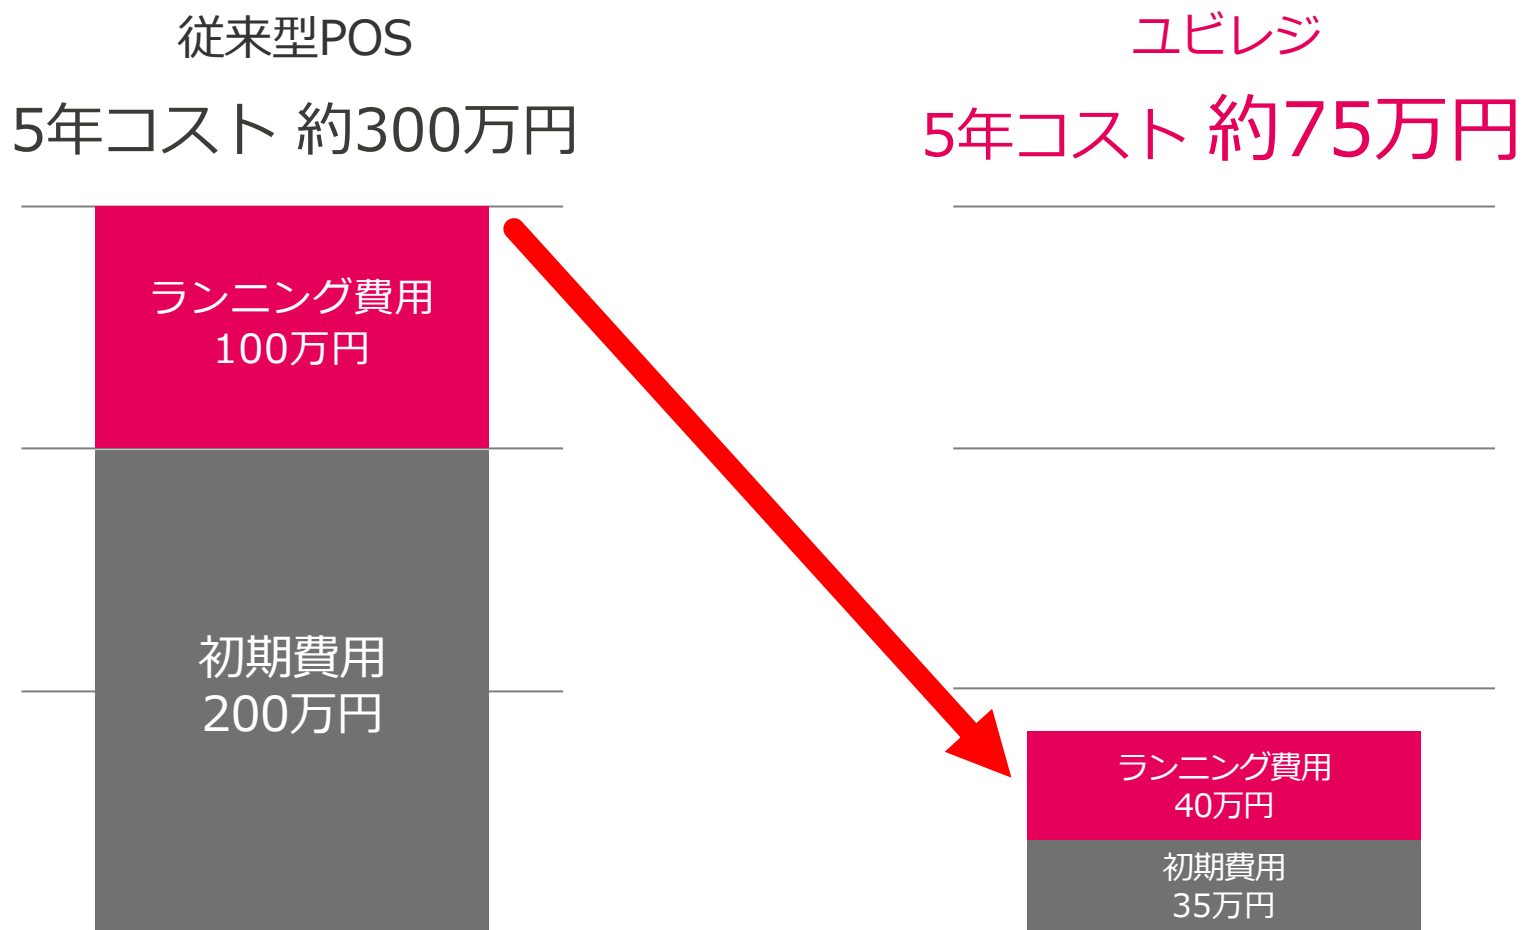 従来型POS
5年コスト 約300万円
ランニング費用
100万円
初期費用
200万円
ユビレジ
5年コスト 約75万円
ランニング費用
40万円
初期費用
35万円